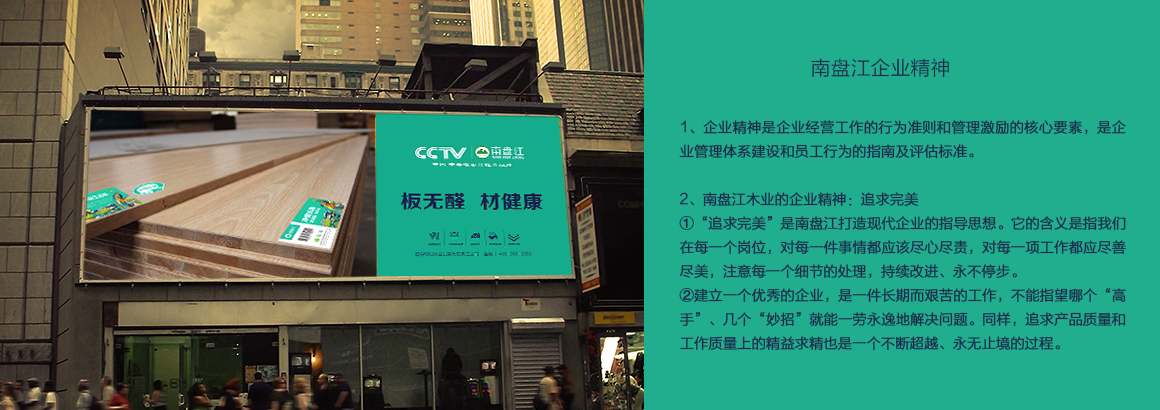 CCTV 南盘江
板无醛 材健康
南盘江企业精神
1、企业精神是企业经营工作的行为准则和管理激励的核心要素，是企
业管理体系建设和员工行为的指南及评估标准。
2、南盘江木业的企业精神：追求完美
①“追求完美”是南盘江打造现代企业的指导思想。它的含义是指我们
在每一个岗位，对每一件事情都应该尽心尽责，对每一项工作都应尽善
尽美，注意每一个细节的处理，持续改进、永不停步。
②建立一个优秀的企业，是一件长期而艰苦的工作，不能指望哪个“高
手”、几个“妙招”就能一劳永逸地解决问题。同样，追求产品质量和
工作质量上的精益求精也是一个不断超越、永无止境的过程。